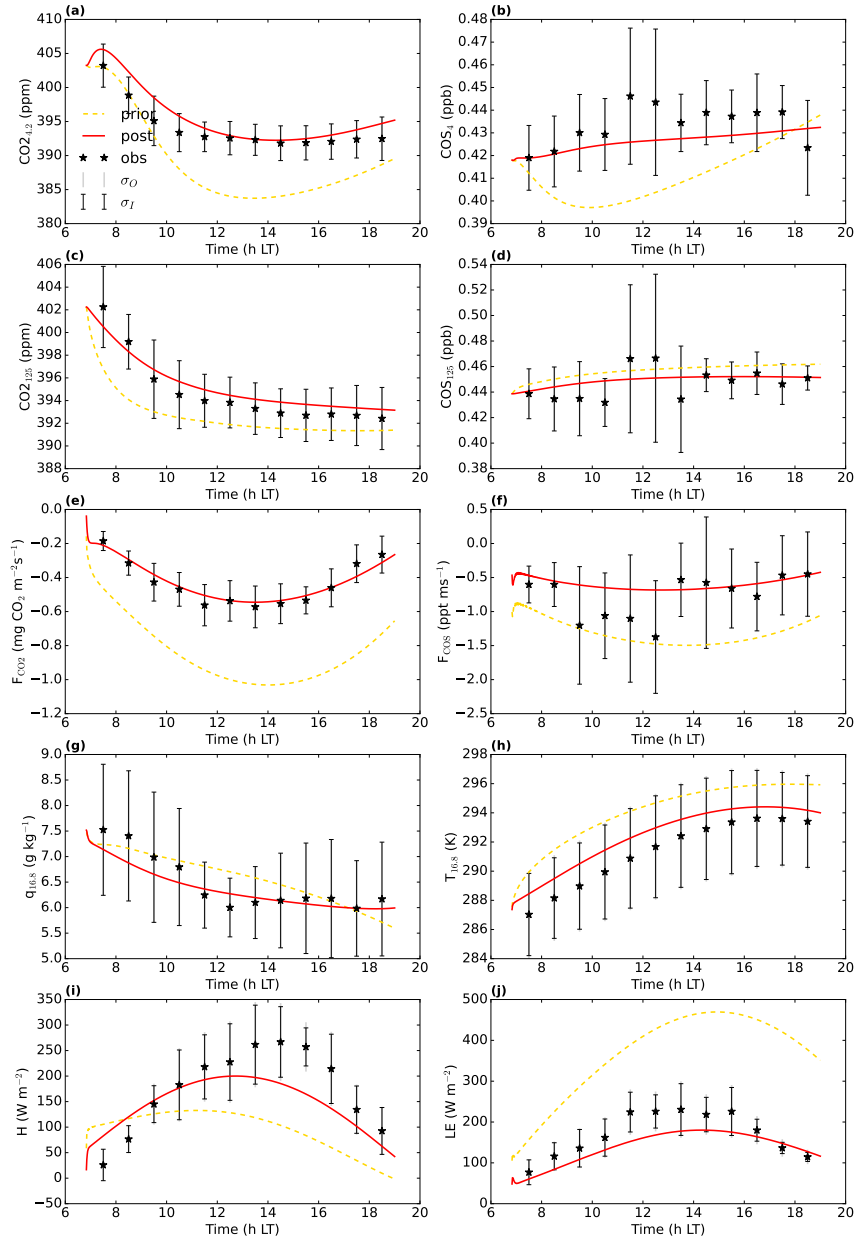 (a)
CO2₄.₂ (ppm)
410
405
400
395
390
385
380
prior
post
obs
σ_O
σ_I
6 8 10 12 14 16 18 20
Time (h LT)
(b)
COS₄ (ppb)
0.48
0.47
0.46
0.45
0.44
0.43
0.42
0.41
0.40
0.39
6 8 10 12 14 16 18 20
Time (h LT)
(c)
CO2₁₂₅ (ppm)
406
404
402
400
398
396
394
392
390
388
6 8 10 12 14 16 18 20
Time (h LT)
(d)
COS₁₂₅ (ppb)
0.54
0.52
0.50
0.48
0.46
0.44
0.42
0.40
0.38
6 8 10 12 14 16 18 20
Time (h LT)
(e)
F_CO2 (mg CO₂ m⁻²s⁻¹)
0.0
−0.2
−0.4
−0.6
−0.8
−1.0
−1.2
6 8 10 12 14 16 18 20
Time (h LT)
(f)
F_COS (ppt ms⁻¹)
0.5
0.0
−0.5
−1.0
−1.5
−2.0
−2.5
6 8 10 12 14 16 18 20
Time (h LT)
(g)
q₁₆.₈ (g kg⁻¹)
9.0
8.5
8.0
7.5
7.0
6.5
6.0
5.5
5.0
6 8 10 12 14 16 18 20
Time (h LT)
(h)
T₁₆.₈ (K)
298
296
294
292
290
288
286
284
6 8 10 12 14 16 18 20
Time (h LT)
(i)
H (W m⁻²)
350
300
250
200
150
100
50
0
−50
6 8 10 12 14 16 18 20
Time (h LT)
(j)
LE (W m⁻²)
500
400
300
200
100
0
6 8 10 12 14 16 18 20
Time (h LT)